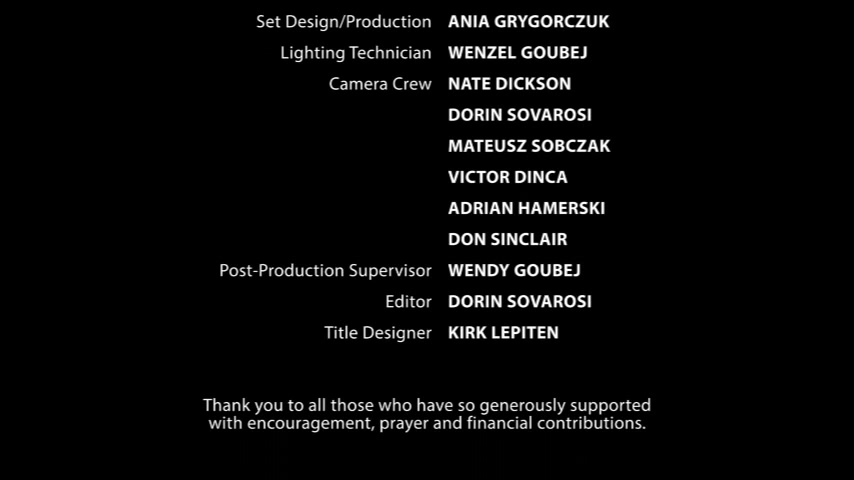 Set Design/Production ANIA GRYGORCZUK
Lighting Technician WENZEL GOUBEJ
Camera Crew NATE DICKSON
DORIN SOVAROSI
MATEUSZ SOBCZAK
VICTOR DINCA
ADRIAN HAMERSKI
DON SINCLAIR
Post-Production Supervisor WENDY GOUBEJ
Editor DORIN SOVAROSI
Title Designer KIRK LEPITEN
Thank you to all those who have so generously supported
with encouragement, prayer and financial contributions.